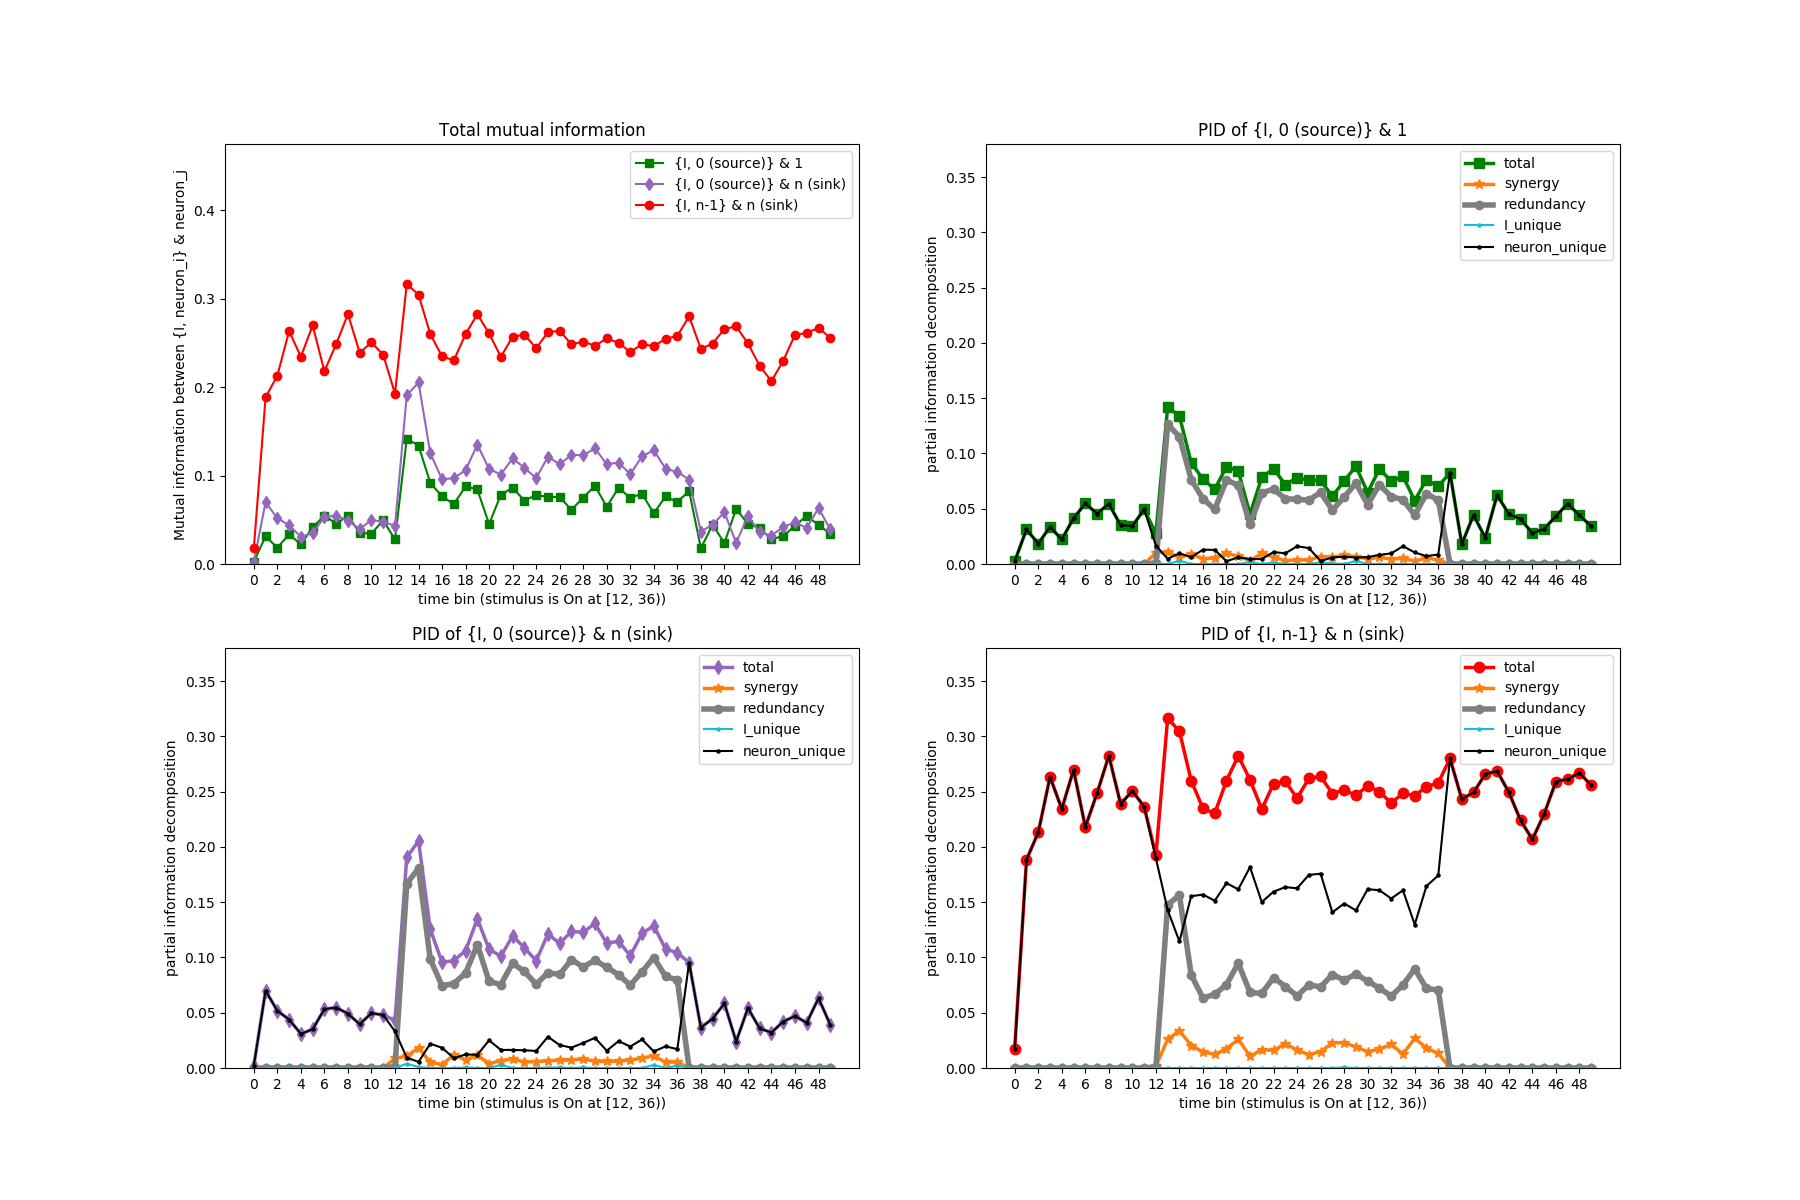 Total mutual information
Mutual information between {I, neuron_i} & neuron_j
0.4
0.3
0.2
0.1
0.0
{I, 0 (source)} & 1
{I, 0 (source)} & n (sink)
{I, n-1} & n (sink)
0 2 4 6 8 10 12 14 16 18 20 22 24 26 28 30 32 34 36 38 40 42 44 46 48
time bin (stimulus is On at [12, 36))
PID of {I, 0 (source)} & 1
partial information decomposition
0.35
0.30
0.25
0.20
0.15
0.10
0.05
0.00
total
synergy
redundancy
I_unique
neuron_unique
0 2 4 6 8 10 12 14 16 18 20 22 24 26 28 30 32 34 36 38 40 42 44 46 48
time bin (stimulus is On at [12, 36))
PID of {I, 0 (source)} & n (sink)
partial information decomposition
0.35
0.30
0.25
0.20
0.15
0.10
0.05
0.00
total
synergy
redundancy
I_unique
neuron_unique
0 2 4 6 8 10 12 14 16 18 20 22 24 26 28 30 32 34 36 38 40 42 44 46 48
time bin (stimulus is On at [12, 36))
PID of {I, n-1} & n (sink)
partial information decomposition
0.35
0.30
0.25
0.20
0.15
0.10
0.05
0.00
total
synergy
redundancy
I_unique
neuron_unique
0 2 4 6 8 10 12 14 16 18 20 22 24 26 28 30 32 34 36 38 40 42 44 46 48
time bin (stimulus is On at [12, 36))